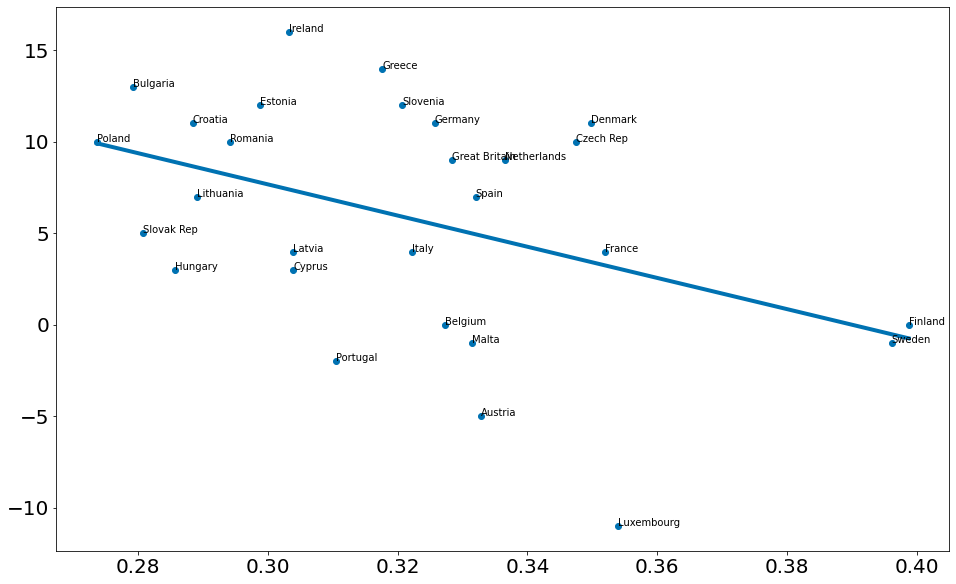 Ireland
15
Greece
Bulgaria
Estonia
Slovenia
Croatia
Germany
Denmark
10
Poland
Romania
Czech Rep
Great Britain
Netherlands
Lithuania
Spain
5
Slovak Rep
Latvia
Italy
France
Hungary
Cyprus
0
Belgium
Finland
Malta
Sweden
Portugal
−5
Austria
−10
Luxembourg
0.28 0.30 0.32 0.34 0.36 0.38 0.40